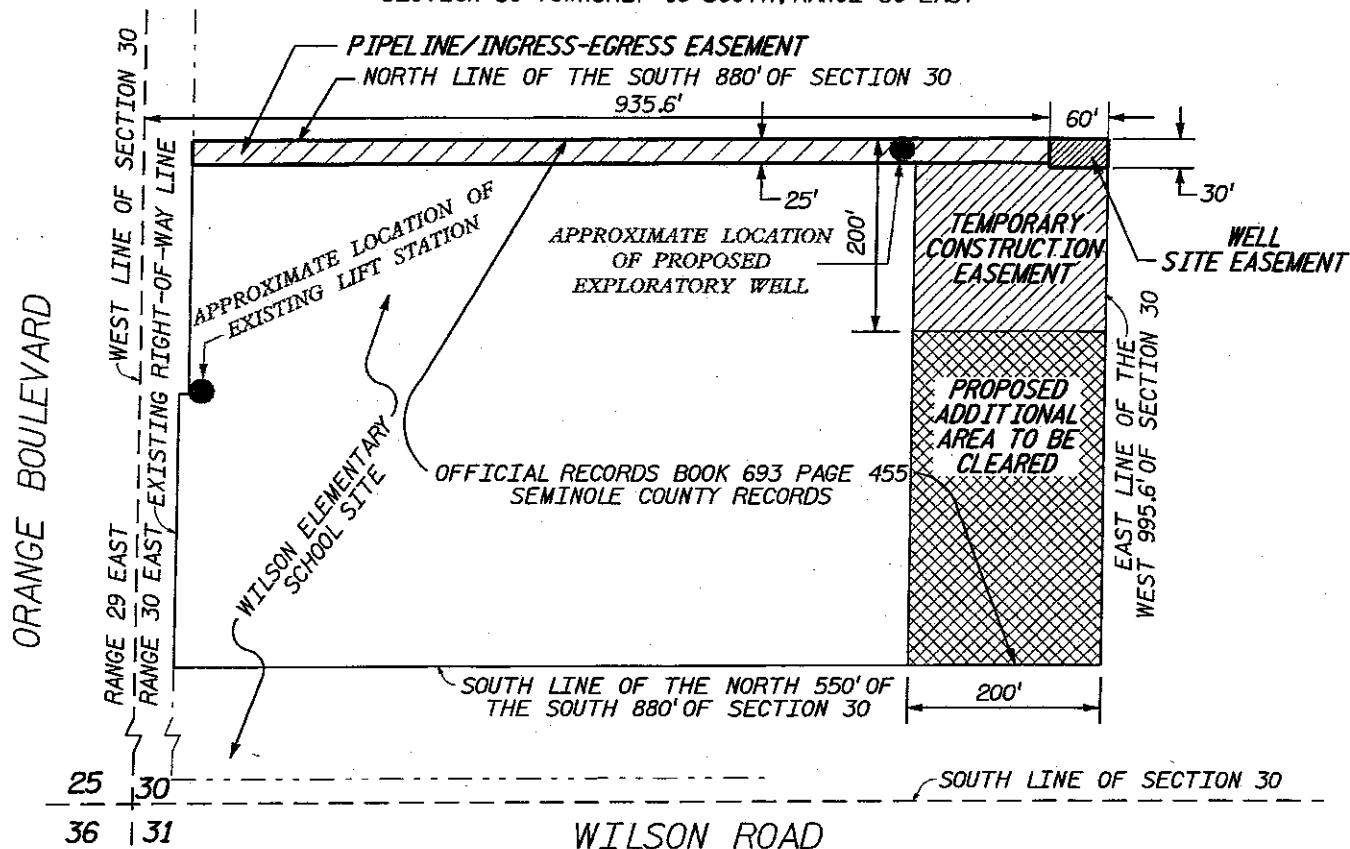 PIPELINE/INGRESS-EGRESS EASEMENT
NORTH LINE OF THE SOUTH 880' OF SECTION 30
935.6'
60'
25'
30'
200'
WEST LINE OF SECTION 30
EXISTING RIGHT-OF-WAY LINE
RANGE 29 EAST
RANGE 30 EAST
ORANGE BOULEVARD
APPROXIMATE LOCATION OF
EXISTING LIFT STATION
APPROXIMATE LOCATION
OF PROPOSED
EXPLORATORY WELL
TEMPORARY
CONSTRUCTION
EASEMENT
WELL
SITE EASEMENT
PROPOSED
ADDITIONAL
AREA TO BE
CLEARED
EAST LINE OF THE
WEST 995.6' OF SECTION 30
WILSON ELEMENTARY
SCHOOL SITE
OFFICIAL RECORDS BOOK 693 PAGE 455
SEMINOLE COUNTY RECORDS
SOUTH LINE OF THE NORTH 550' OF
THE SOUTH 880' OF SECTION 30
200'
25 30
36 31
SOUTH LINE OF SECTION 30
WILSON ROAD